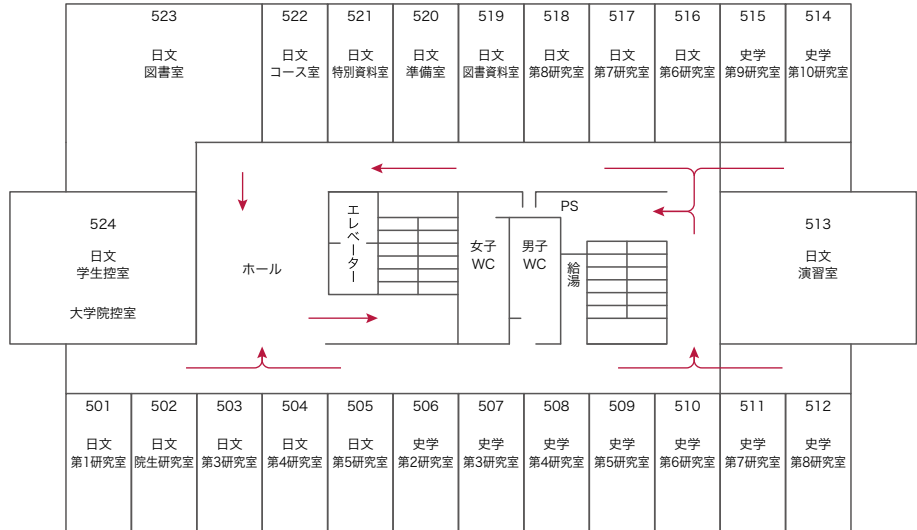 523
日文
図書室
522
日文
コース室
521
日文
特別資料室
520
日文
準備室
519
日文
図書資料室
518
日文
第8研究室
517
日文
第7研究室
516
日文
第6研究室
515
史学
第9研究室
514
史学
第10研究室
524
日文
学生控室
大学院控室
ホール
エレベーター
女子
WC
男子
WC
PS
給湯
513
日文
演習室
501
日文
第1研究室
502
日文
院生研究室
503
日文
第3研究室
504
日文
第4研究室
505
日文
第5研究室
506
史学
第2研究室
507
史学
第3研究室
508
史学
第4研究室
509
史学
第5研究室
510
史学
第6研究室
511
史学
第7研究室
512
史学
第8研究室